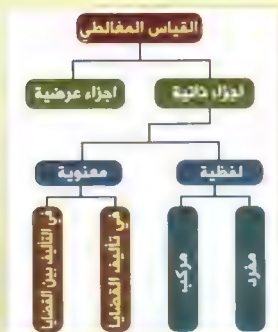 القياس المغالطي
اجزاء ذاتية
اجزاء عرضية
لفظية
معنوية
مفرد
مركب
في تأليف القضايا
في التأليف بين القضايا